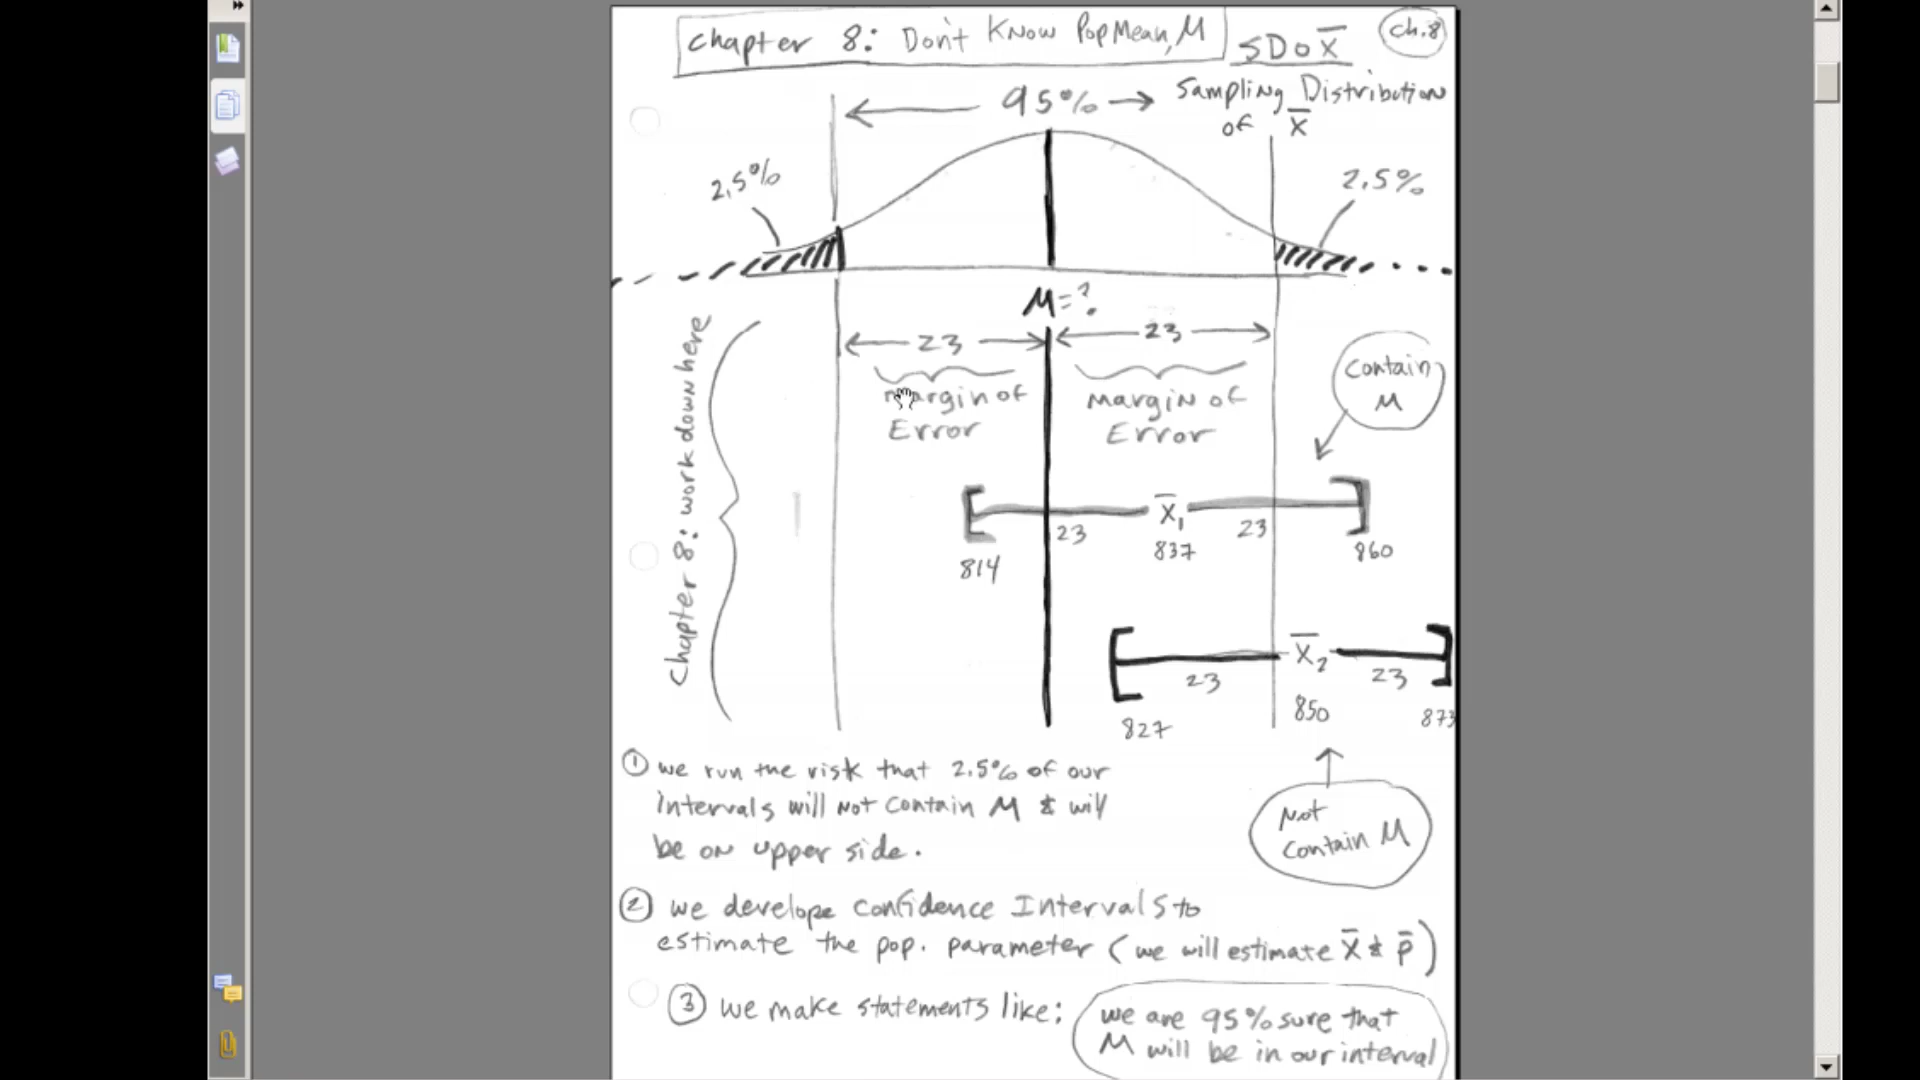 Chapter 8: Don't Know Pop Mean, M
SDoX̄
Ch.8
95%
Sampling Distribution
of X̄
2.5%
2.5%
M=?
23
23
Margin of
Error
Margin of
Error
Contain
M
Chapter 8: work down here
X̄₁
23
837
23
814
860
X̄₂
23
23
850
827
873
① we run the risk that 2.5% of our
intervals will Not contain M & will
be on upper side.
Not
Contain M
② we develope Confidence Intervals to
estimate the pop. parameter (we will estimate X̄ & p̄)
③ we make statements like:
we are 95% sure that
M will be in our interval